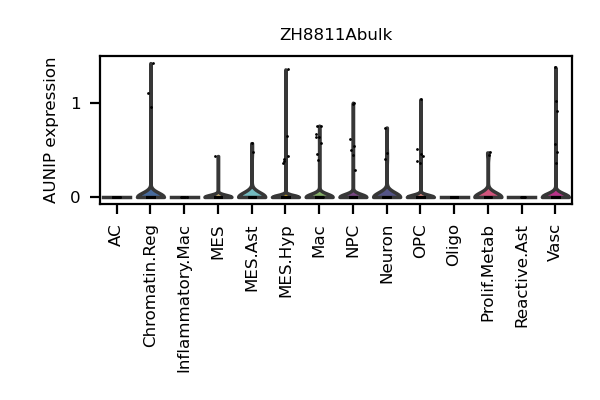 ZH8811Abulk
AUNIP expression
1
0
AC
Chromatin.Reg
Inflammatory.Mac
MES
MES.Ast
MES.Hyp
Mac
NPC
Neuron
OPC
Oligo
Prolif.Metab
Reactive.Ast
Vasc